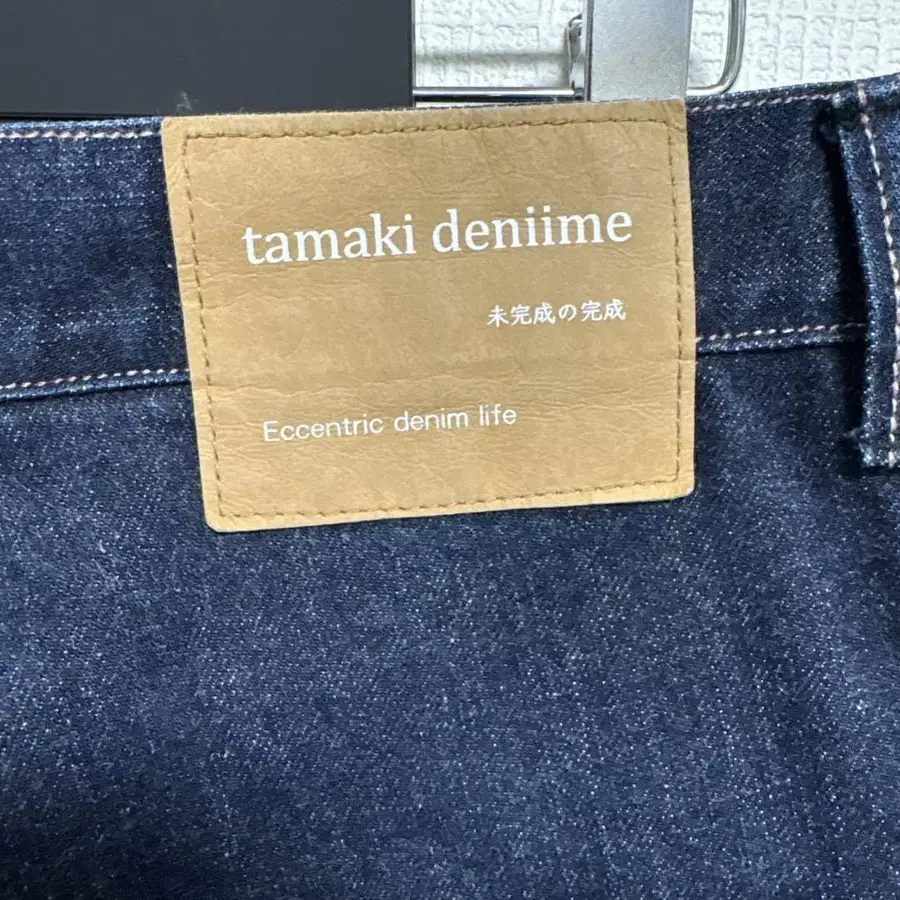 tamaki deniime
未完成の完成
Eccentric denim life